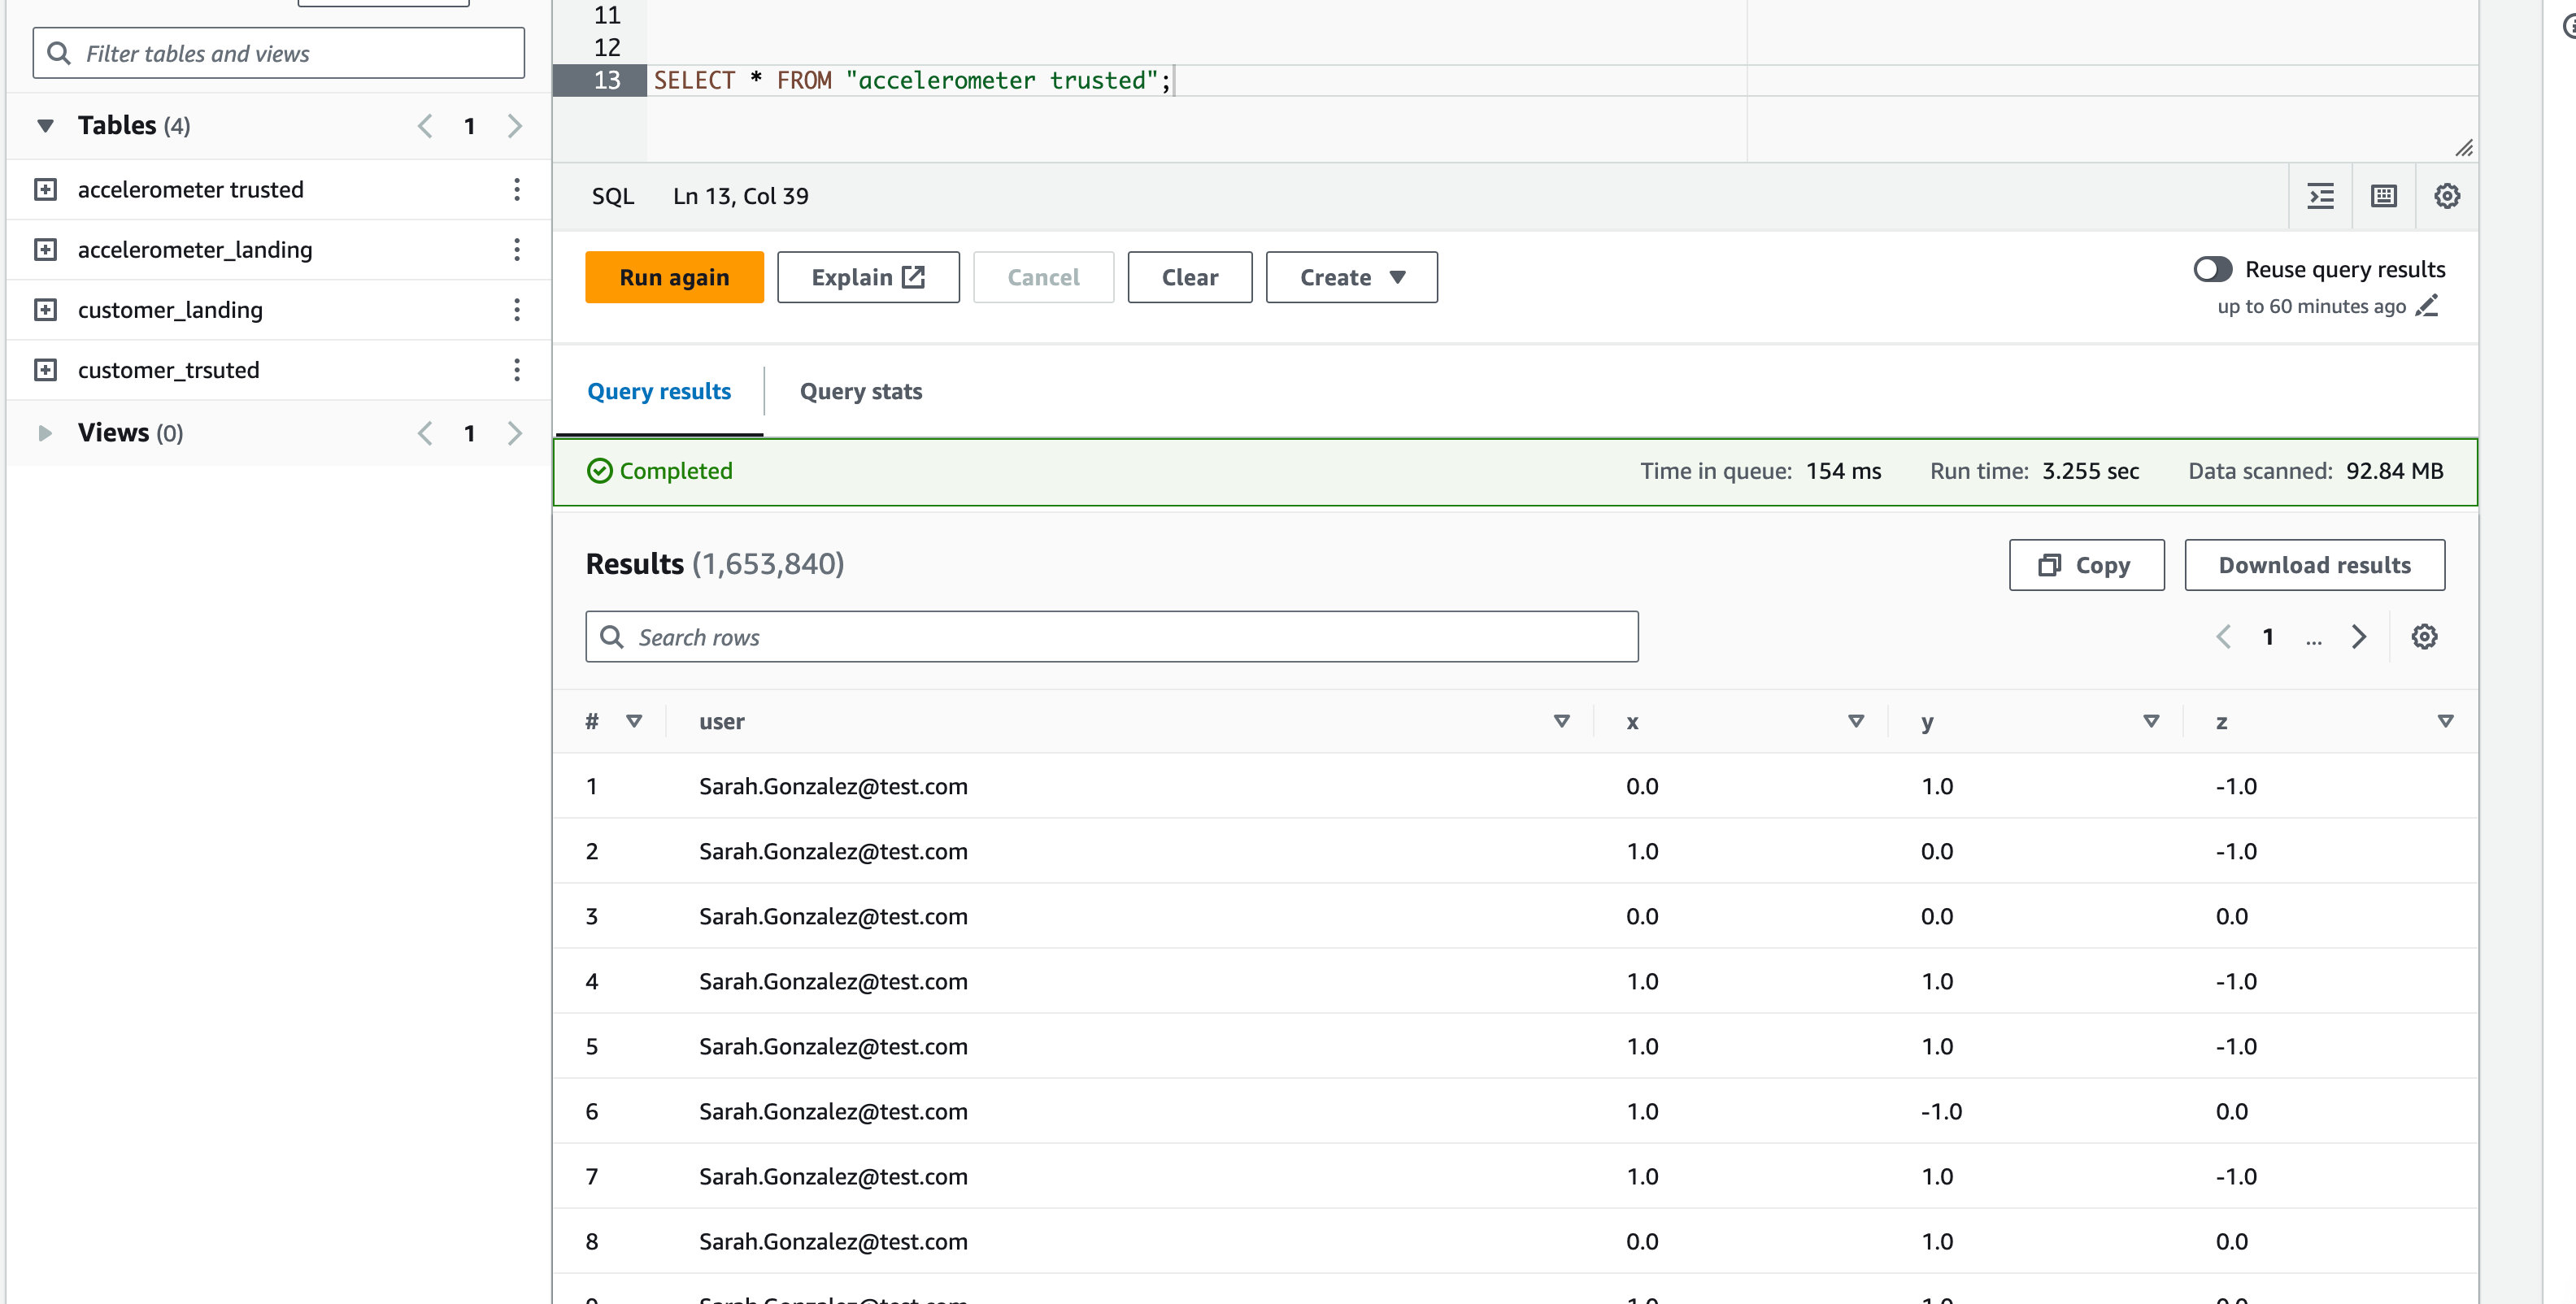 11
12
13 SELECT * FROM "accelerometer trusted";
Filter tables and views
Tables (4) 1
accelerometer trusted
accelerometer_landing
customer_landing
customer_trsuted
Views (0) 1
SQL Ln 13, Col 39
Run again Explain Cancel Clear Create
Reuse query results
up to 60 minutes ago
Query results Query stats
Completed Time in queue: 154 ms Run time: 3.255 sec Data scanned: 92.84 MB
Results (1,653,840) Copy Download results
Search rows 1 ...
# user x y z
1 Sarah.Gonzalez@test.com 0.0 1.0 -1.0
2 Sarah.Gonzalez@test.com 1.0 0.0 -1.0
3 Sarah.Gonzalez@test.com 0.0 0.0 0.0
4 Sarah.Gonzalez@test.com 1.0 1.0 -1.0
5 Sarah.Gonzalez@test.com 1.0 1.0 -1.0
6 Sarah.Gonzalez@test.com 1.0 -1.0 0.0
7 Sarah.Gonzalez@test.com 1.0 1.0 -1.0
8 Sarah.Gonzalez@test.com 0.0 1.0 0.0